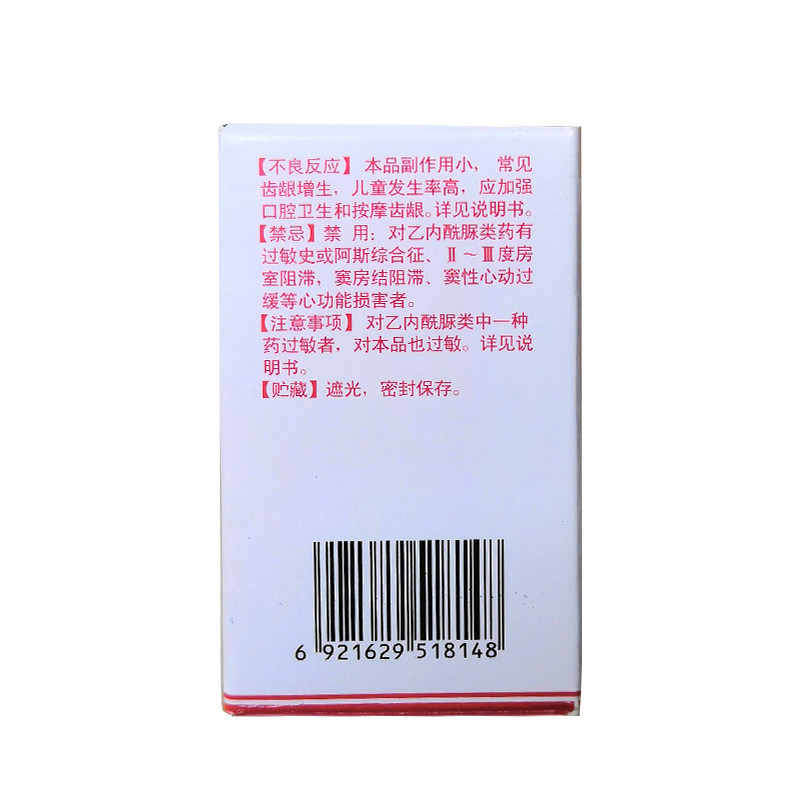 【不良反应】 本品副作用小， 常见
齿龈增生，儿童发生率高，应加强
口腔卫生和按摩齿龈。详见说明书。
【禁忌】禁 用：对乙内酰脲类药有
过敏史或阿斯综合征、Ⅱ～Ⅲ度房
室阻滞，窦房结阻滞、窦性心动过
缓等心功能损害者。
【注意事项】 对乙内酰脲类中一种
药过敏者，对本品也过敏。详见说
明书。
【贮藏】遮光，密封保存。
6 921629 518148